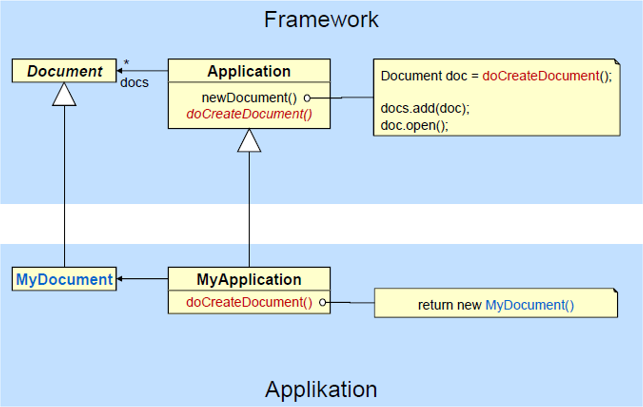 Framework
Document
*
docs
Application
newDocument()
doCreateDocument()
Document doc = doCreateDocument();
docs.add(doc);
doc.open();
MyDocument
MyApplication
doCreateDocument()
return new MyDocument()
Applikation